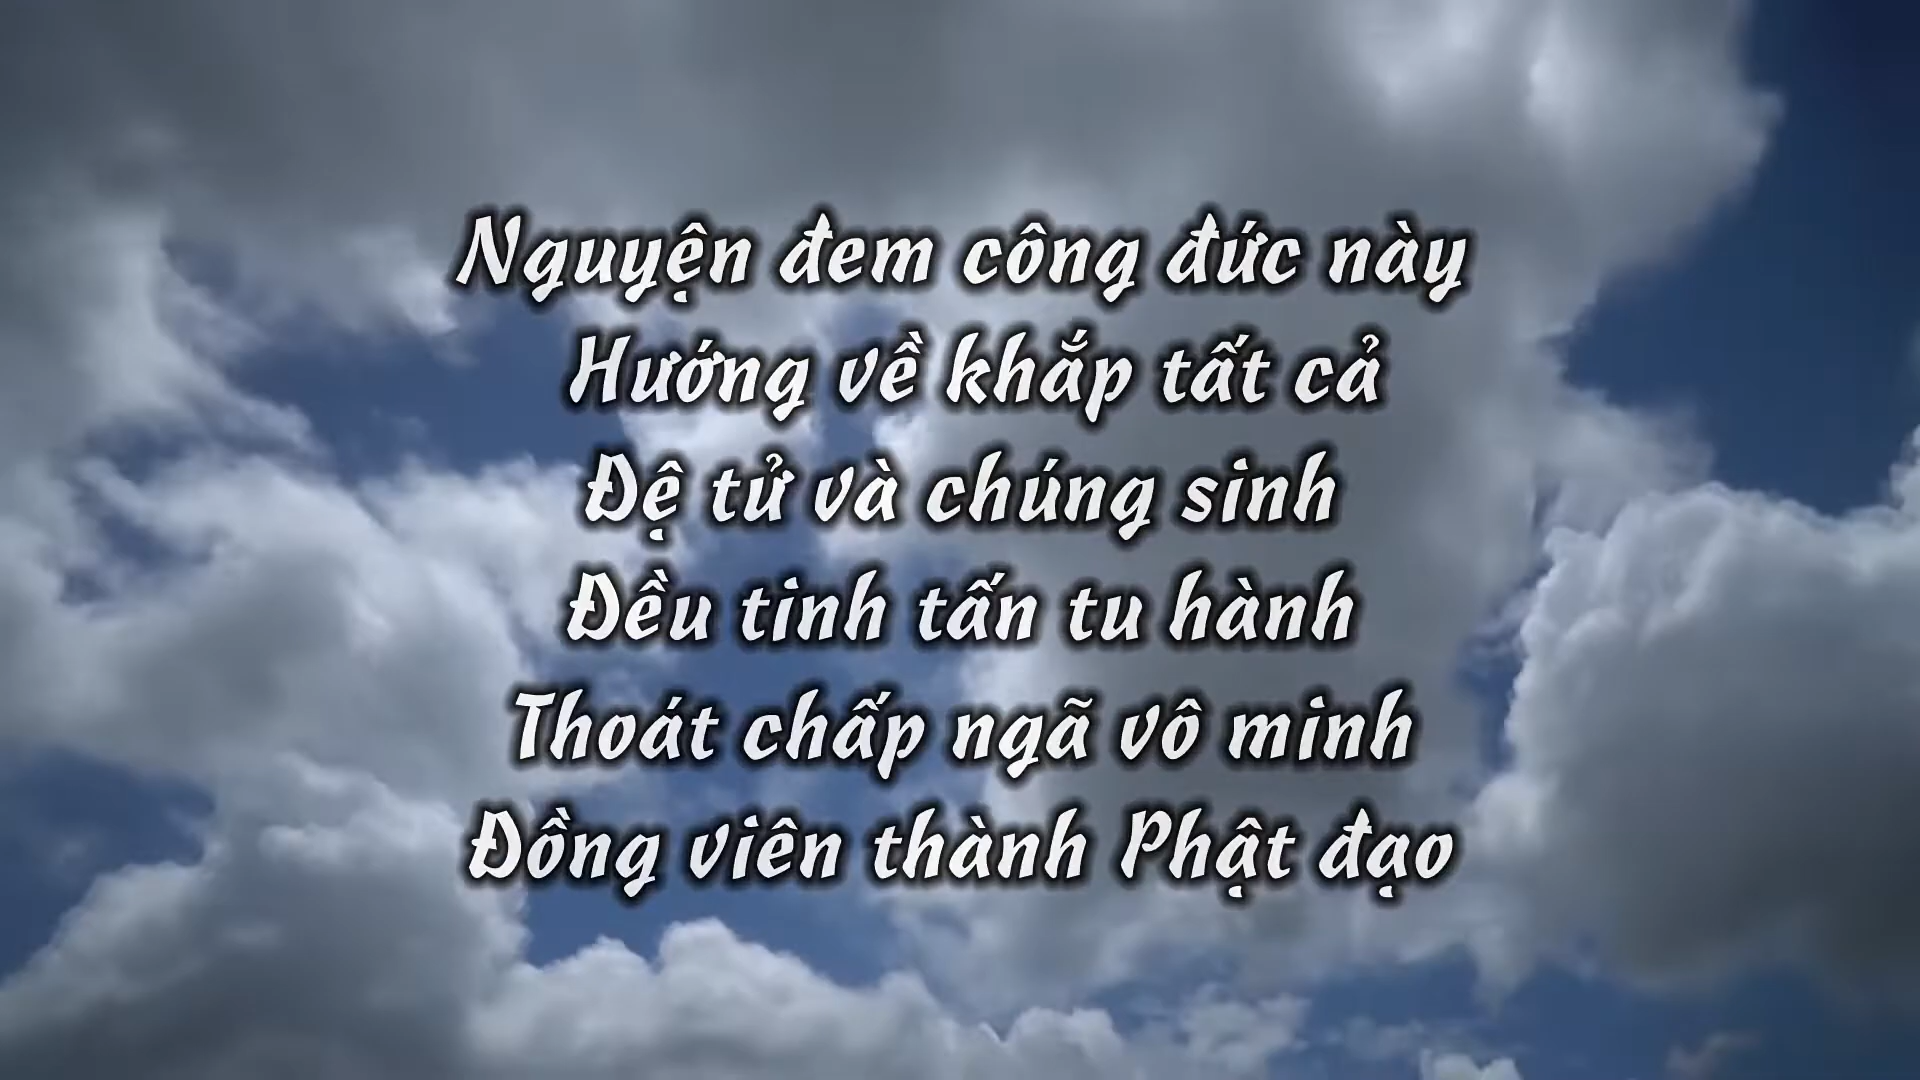 Nguyện đem công đức này
Hướng về khắp tất cả
Đệ tử và chúng sinh
Đều tinh tấn tu hành
Thoát chấp ngã vô minh
Đồng viên thành Phật đạo